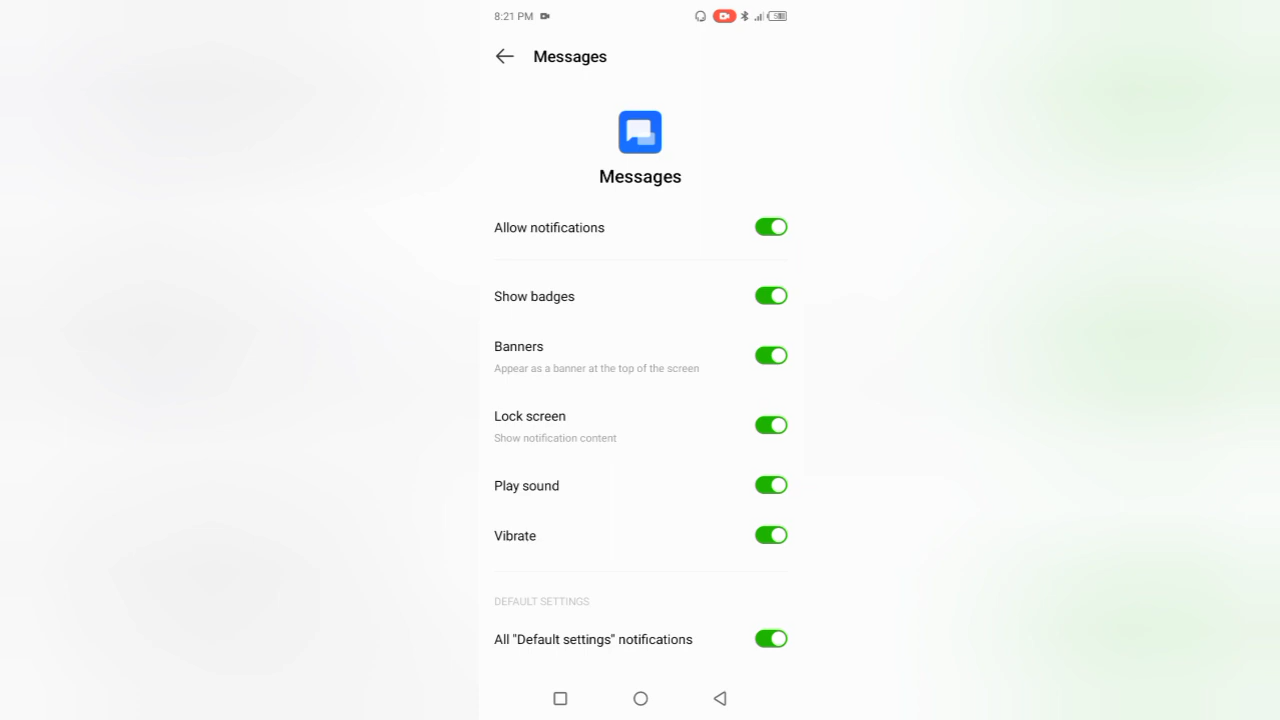 8:21 PM
Messages
Messages
Allow notifications
Show badges
Banners
Appear as a banner at the top of the screen
Lock screen
Show notification content
Play sound
Vibrate
DEFAULT SETTINGS
All "Default settings" notifications